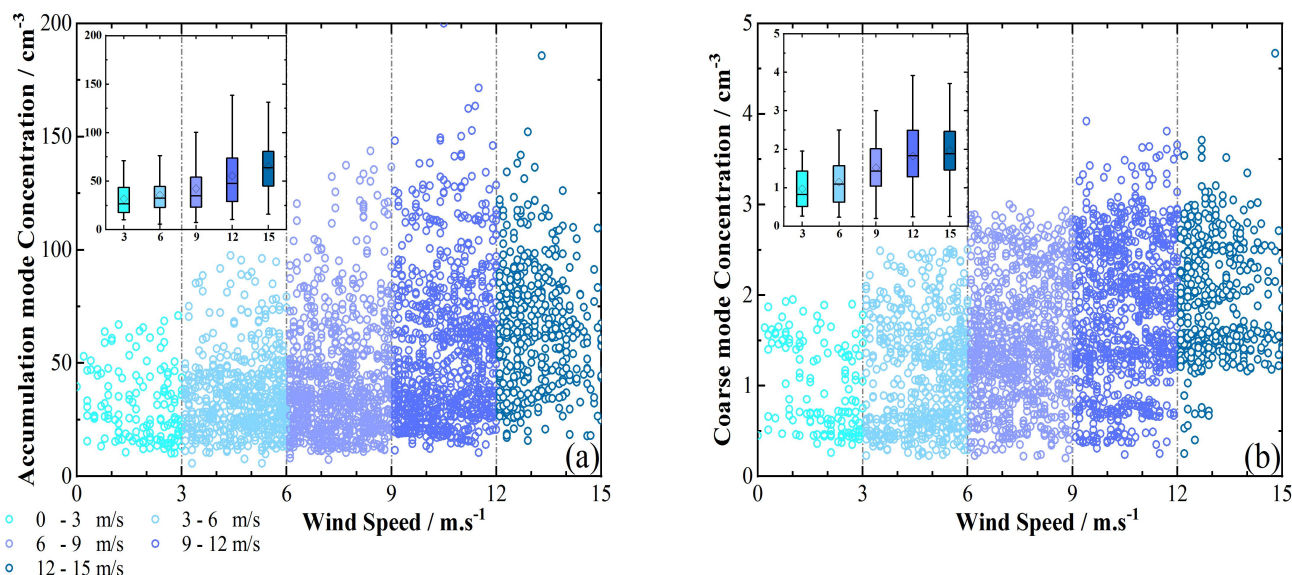 Accumulation mode Concentration / cm-3
200
150
100
50
0
200
150
100
50
0
3 6 9 12 15
(a)
0 3 6 9 12 15
Wind Speed / m.s-1
Coarse mode Concentration / cm-3
5
4
3
2
1
0
5
4
3
2
1
0
3 6 9 12 15
(b)
0 3 6 9 12 15
Wind Speed / m.s-1
0 - 3 m/s 3 - 6 m/s
6 - 9 m/s 9 - 12 m/s
12 - 15 m/s